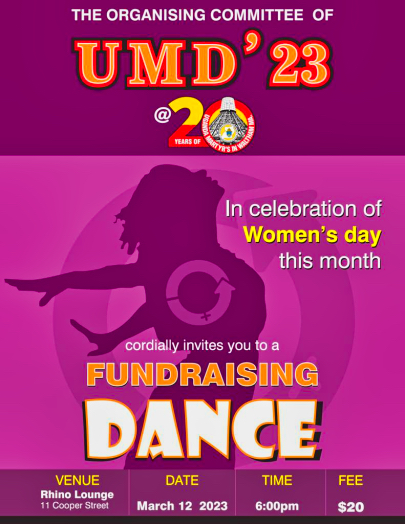 THE ORGANISING COMMITTEE OF
UMD'23
@20
YEARS OF
In celebration of
Women's day
this month
cordially invites you to a
FUNDRAISING
DANCE
VENUE
Rhino Lounge
11 Cooper Street
DATE
March 12 2023
TIME
6:00pm
FEE
$20